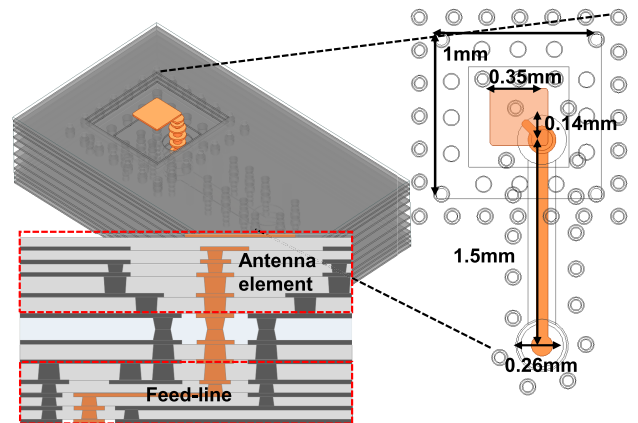 1mm
0.35mm
0.14mm
1.5mm
0.26mm
Antenna
element
Feed-line